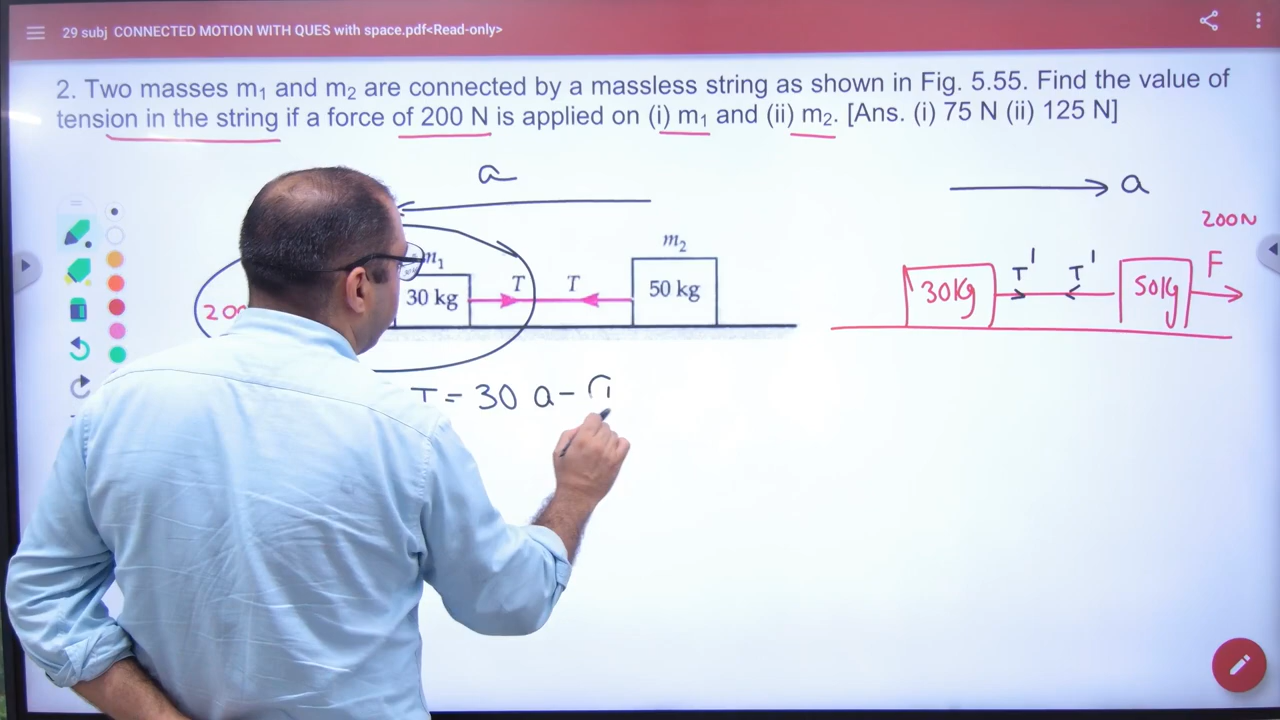 29 subj CONNECTED MOTION WITH QUES with space.pdf<Read-only>
2. Two masses m₁ and m₂ are connected by a massless string as shown in Fig. 5.55. Find the value of
tension in the string if a force of 200 N is applied on (i) m₁ and (ii) m₂. [Ans. (i) 75 N (ii) 125 N]
a
a
200N
m₁
m₂
F
T' T'
30 kg
T
T
50 kg
30kg
50kg
200
T = 30 a -